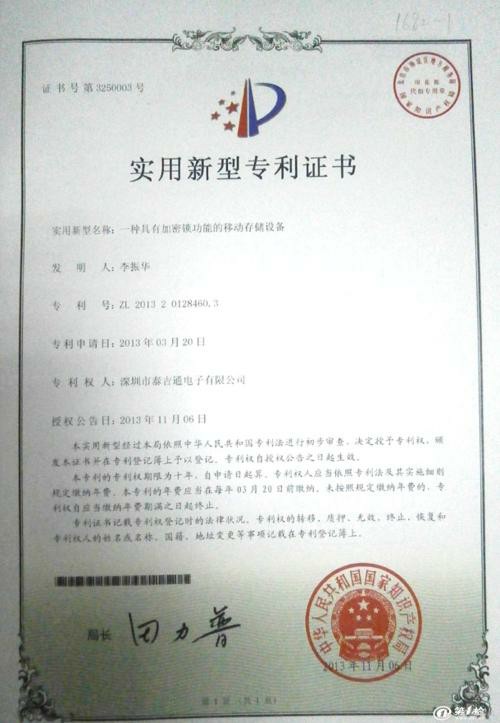 1682-1
证书号第3250003号
代船专用章
实用新型专利证书
实用新型名称：一种具有加密锁功能的移动存储设备
发明人：李振华
专利号：ZL 2013 2 0128460.3
专利申请日：2013年03月20日
专利权人：深圳市泰吉通电子有限公司
授权公告日：2013年11月06日
本实用新型经过本局依照中华人民共和国专利法进行初步审查，决定授予专利权，颁
发本证书并在专利登记簿上予以登记。专利权自授权公告之日起生效。
本专利的专利权期限为十年，自申请日起算。专利权人应当依照专利法及其实施细则
规定缴纳年费。本专利的年费应当在每年03月20日前缴纳。未按照规定缴纳年费的，专
利权自应当缴纳年费期满之日起终止。
专利证书记载专利权登记时的法律状况。专利权的转移、质押、无效、终止、恢复和
专利权人的姓名或名称、国籍、地址变更等事项记载在专利登记簿上。
局长
田力普
中华人民共和国国家知识产权局
2013年11月06日
第1页（共1页）